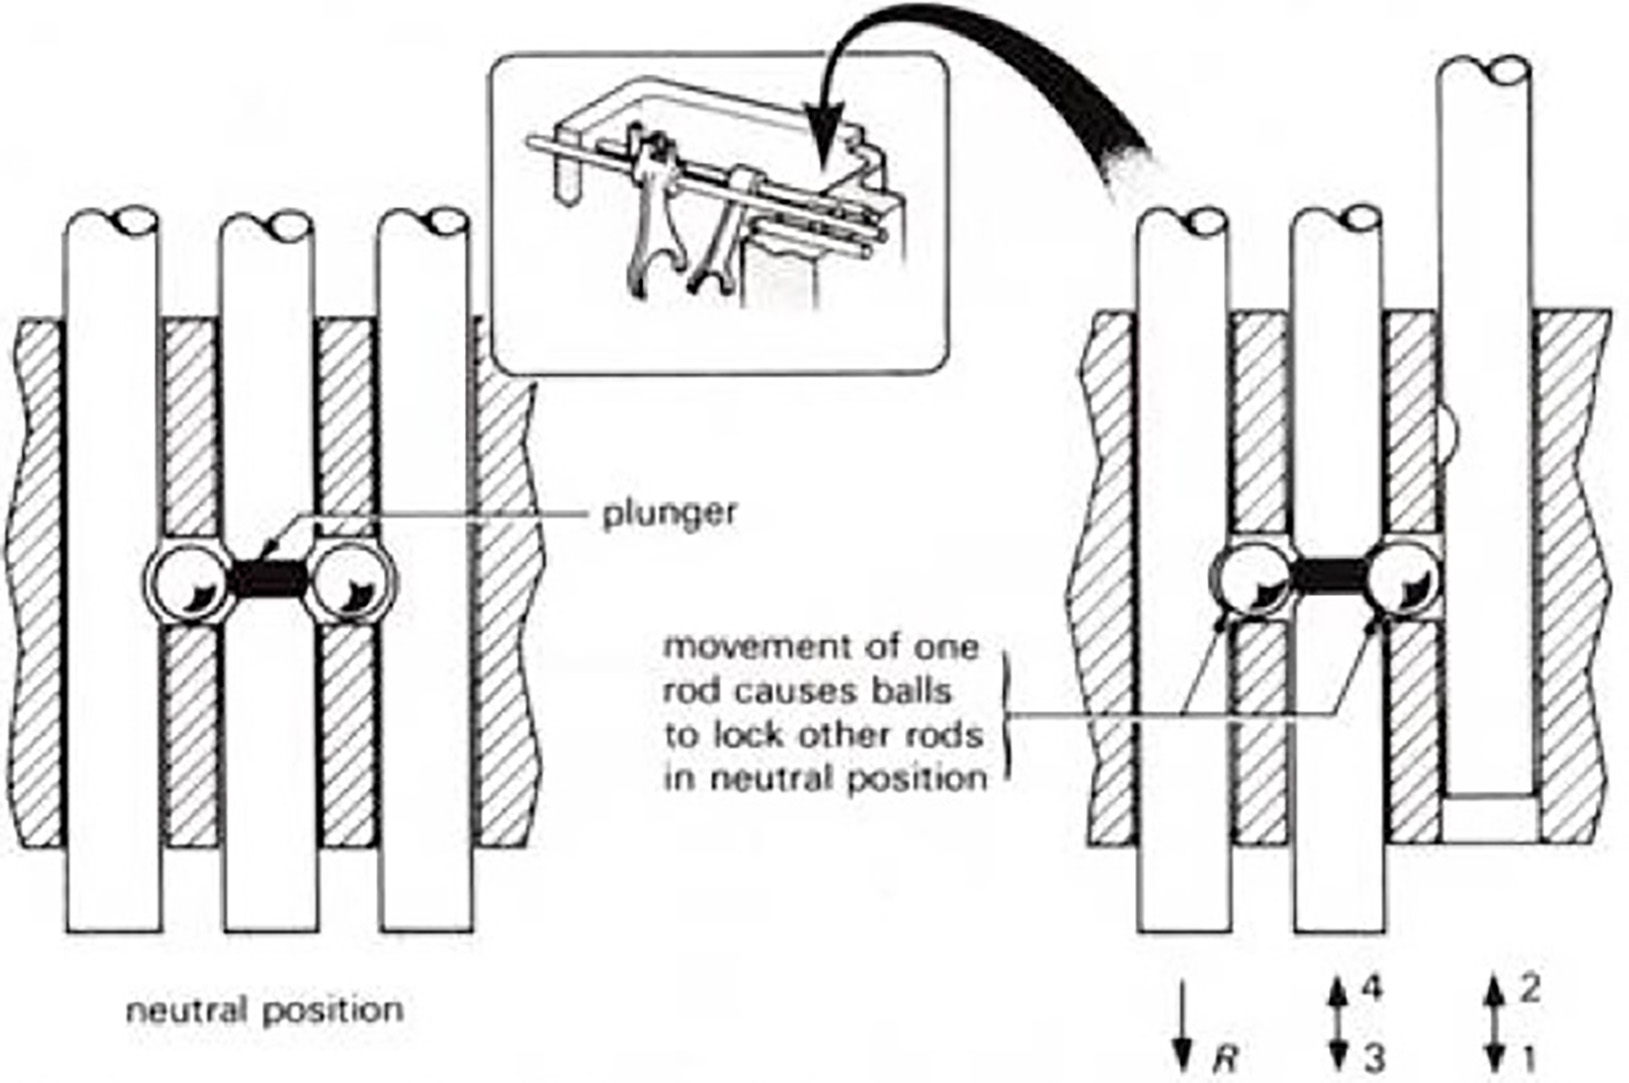 plunger
movement of one
rod causes balls
to lock other rods
in neutral position
neutral position
R
4
3
2
1